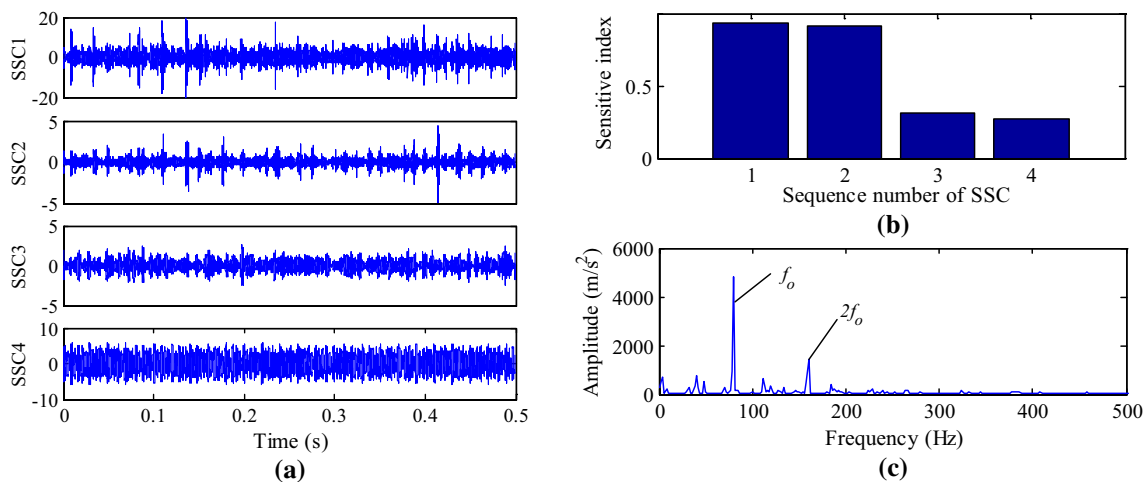 SSC1
20
0
-20
SSC2
5
0
-5
SSC3
5
0
-5
SSC4
10
0
-10
0 0.1 0.2 0.3 0.4 0.5
Time (s)
(a)
Sensitive index
0.5
0
1 2 3 4
Sequence number of SSC
(b)
Amplitude (m/s²)
6000
4000
2000
0
f_o
2f_o
0 100 200 300 400 500
Frequency (Hz)
(c)